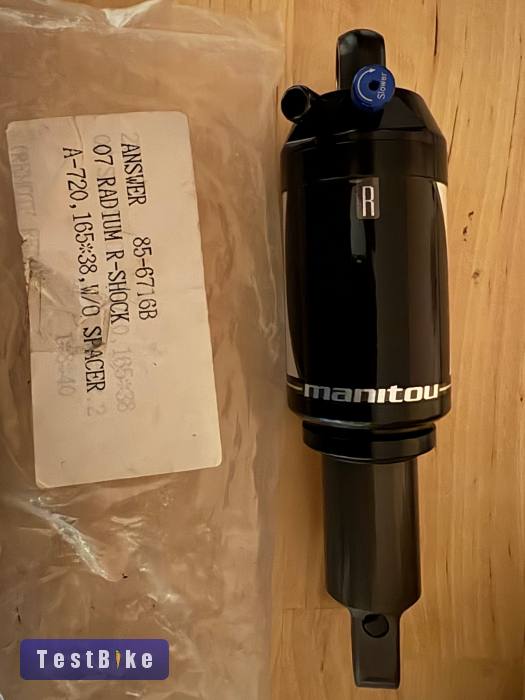 ANSWER 85-6716B
07 RADIUM R-SHOCK
A-720,165*38,W/O SPACER
Slower
R
manitou
TestBike